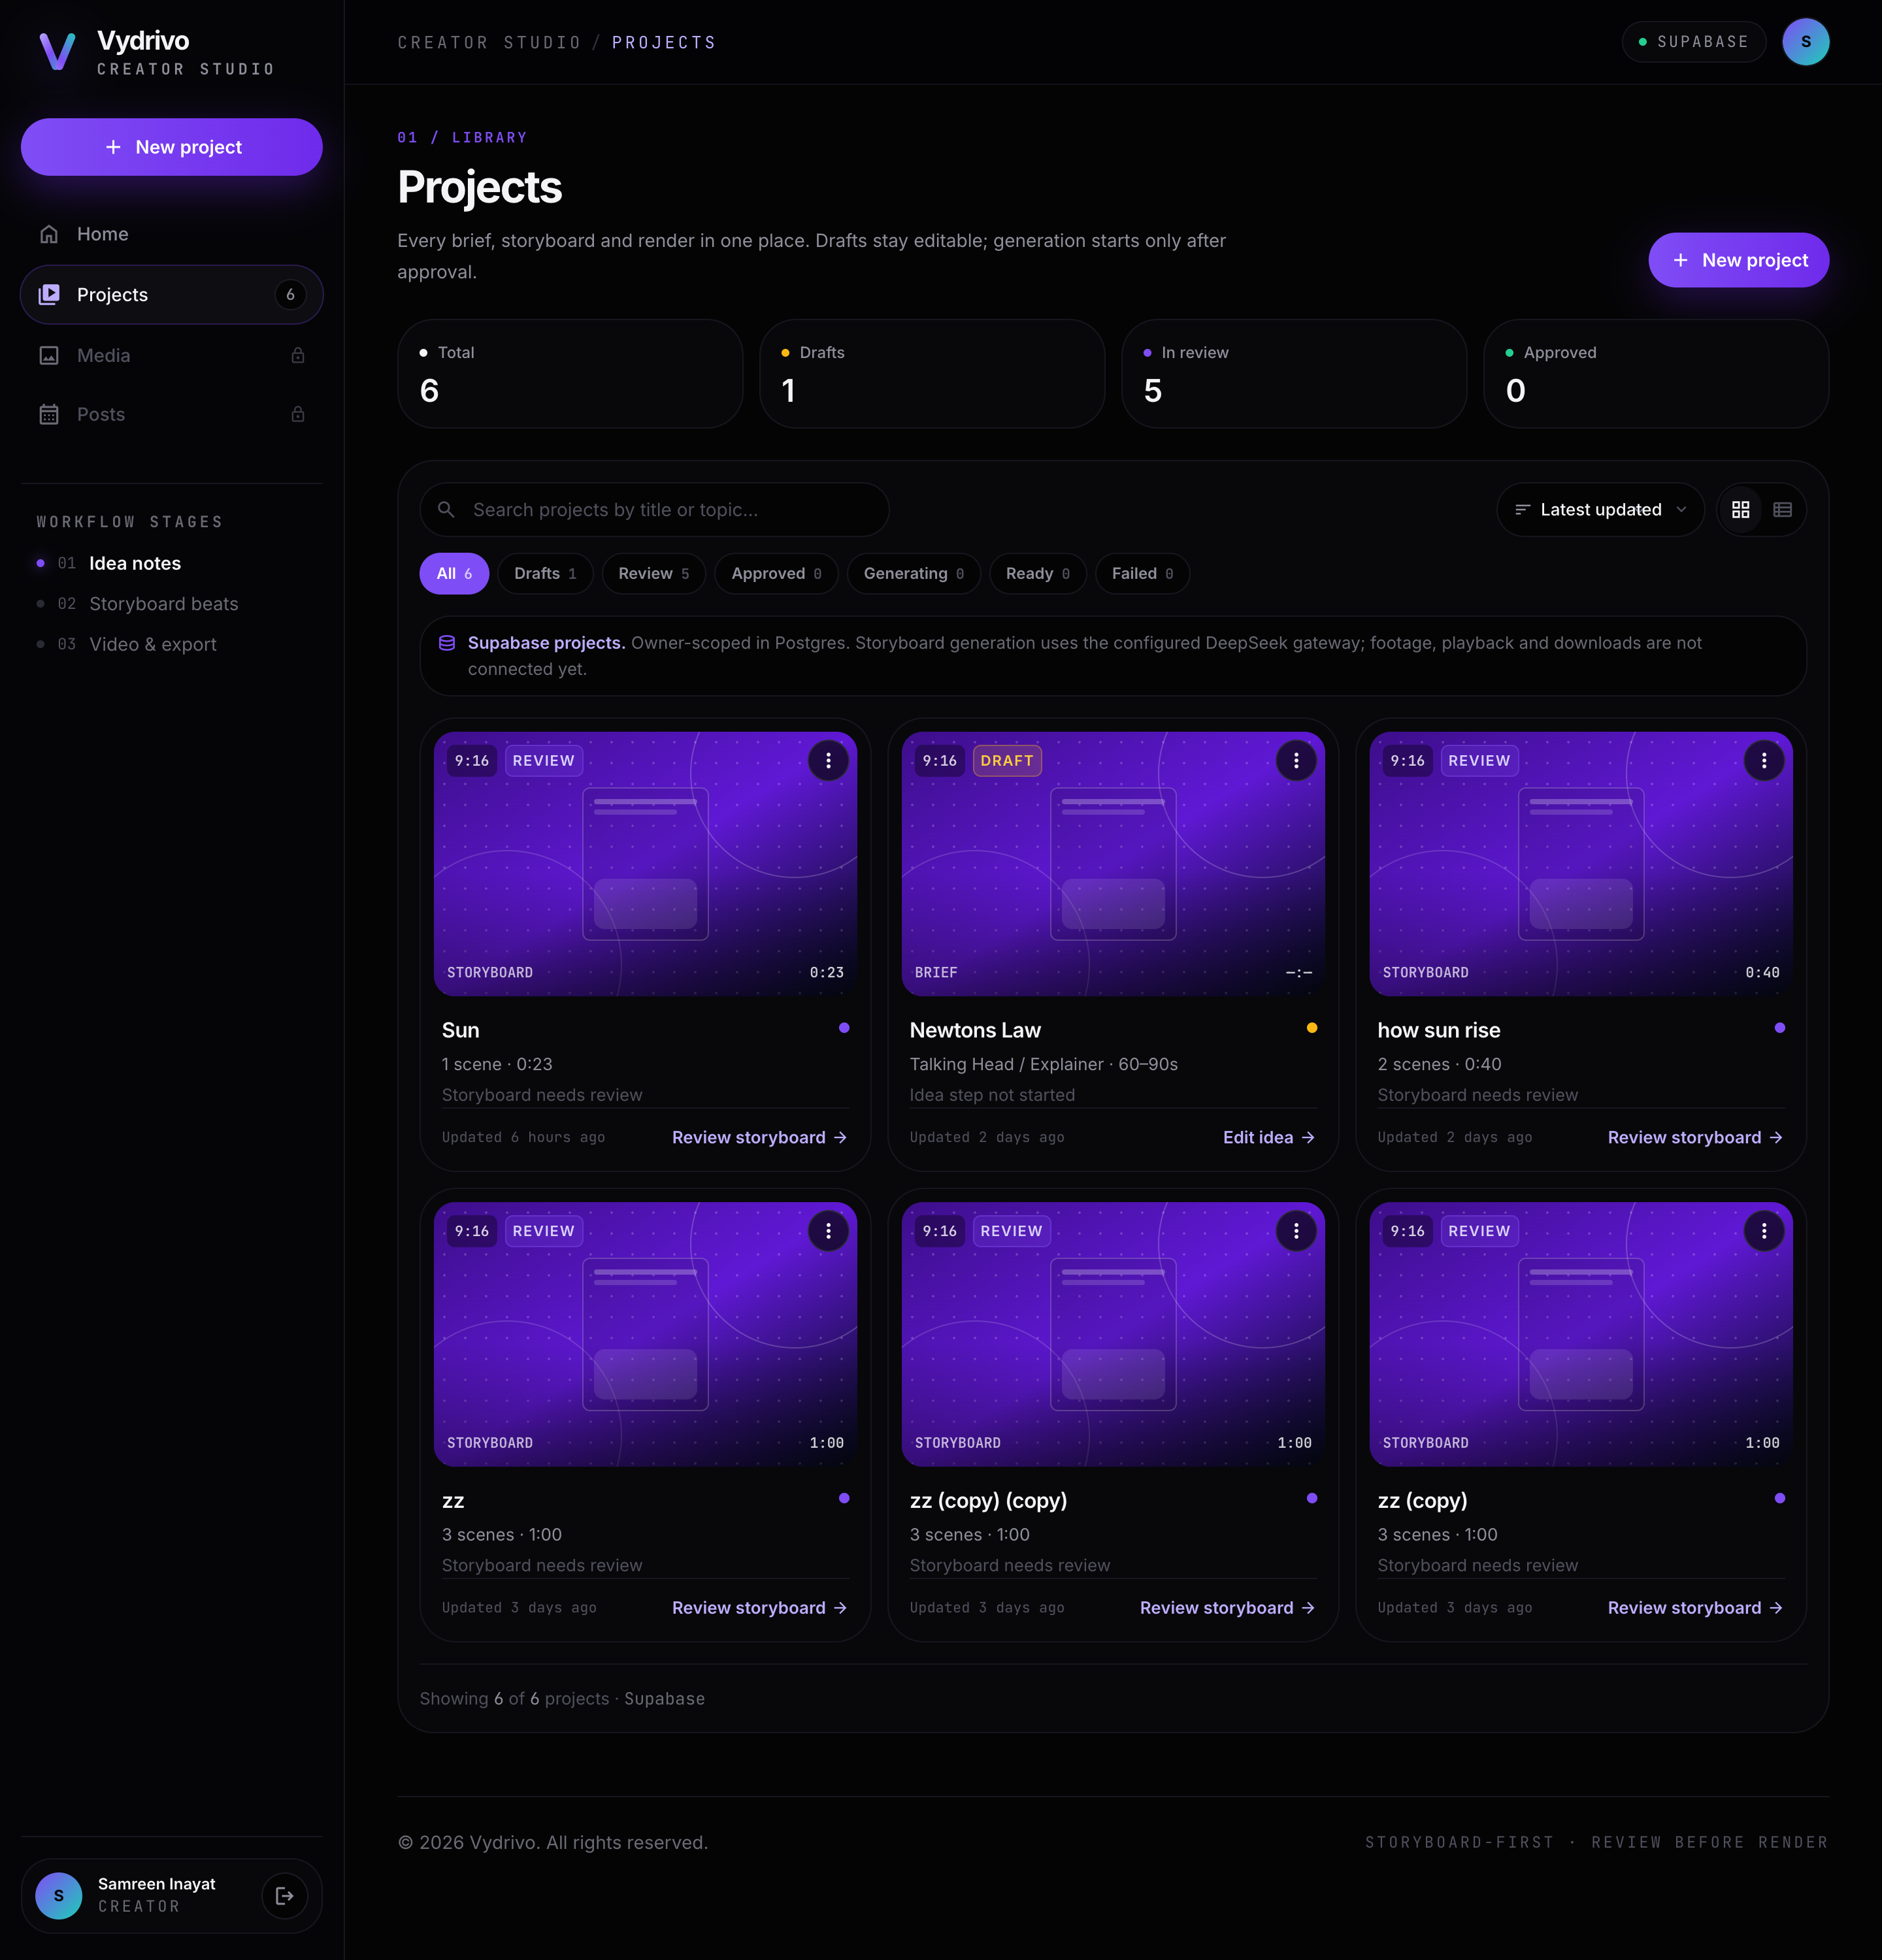 Vydrivo
CREATOR STUDIO
New project
Home
Projects 6
Media
Posts
WORKFLOW STAGES
01 Idea notes
02 Storyboard beats
03 Video & export
S
Samreen Inayat
CREATOR
CREATOR STUDIO / PROJECTS
SUPABASE
S
01 / LIBRARY
Projects
Every brief, storyboard and render in one place. Drafts stay editable; generation starts only after
approval.
New project
Total
6
Drafts
1
In review
5
Approved
0
Search projects by title or topic...
Latest updated
All 6
Drafts 1
Review 5
Approved 0
Generating 0
Ready 0
Failed 0
Supabase projects. Owner-scoped in Postgres. Storyboard generation uses the configured DeepSeek gateway; footage, playback and downloads are not
connected yet.
9:16 REVIEW
STORYBOARD 0:23
Sun
1 scene · 0:23
Storyboard needs review
Updated 6 hours ago Review storyboard →
9:16 DRAFT
BRIEF —:—
Newtons Law
Talking Head / Explainer · 60–90s
Idea step not started
Updated 2 days ago Edit idea →
9:16 REVIEW
STORYBOARD 0:40
how sun rise
2 scenes · 0:40
Storyboard needs review
Updated 2 days ago Review storyboard →
9:16 REVIEW
STORYBOARD 1:00
zz
3 scenes · 1:00
Storyboard needs review
Updated 3 days ago Review storyboard →
9:16 REVIEW
STORYBOARD 1:00
zz (copy) (copy)
3 scenes · 1:00
Storyboard needs review
Updated 3 days ago Review storyboard →
9:16 REVIEW
STORYBOARD 1:00
zz (copy)
3 scenes · 1:00
Storyboard needs review
Updated 3 days ago Review storyboard →
Showing 6 of 6 projects · Supabase
© 2026 Vydrivo. All rights reserved.
STORYBOARD-FIRST · REVIEW BEFORE RENDER